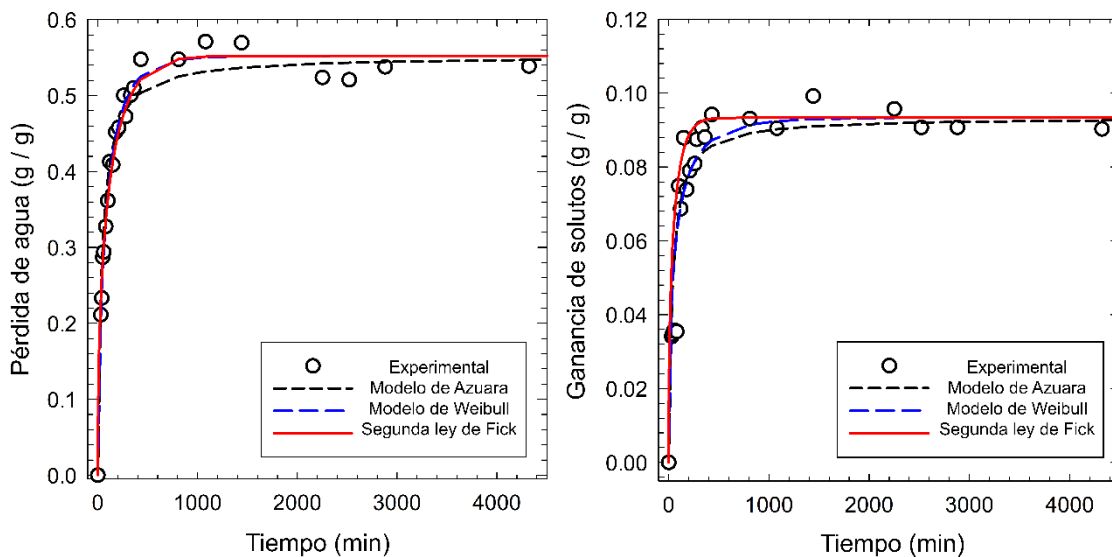 Pérdida de agua (g / g)
0.6
0.5
0.4
0.3
0.2
0.1
0.0
Experimental
Modelo de Azuara
Modelo de Weibull
Segunda ley de Fick
0 1000 2000 3000 4000
Tiempo (min)
Ganancia de solutos (g / g)
0.12
0.10
0.08
0.06
0.04
0.02
0.00
Experimental
Modelo de Azuara
Modelo de Weibull
Segunda ley de Fick
0 1000 2000 3000 4000
Tiempo (min)